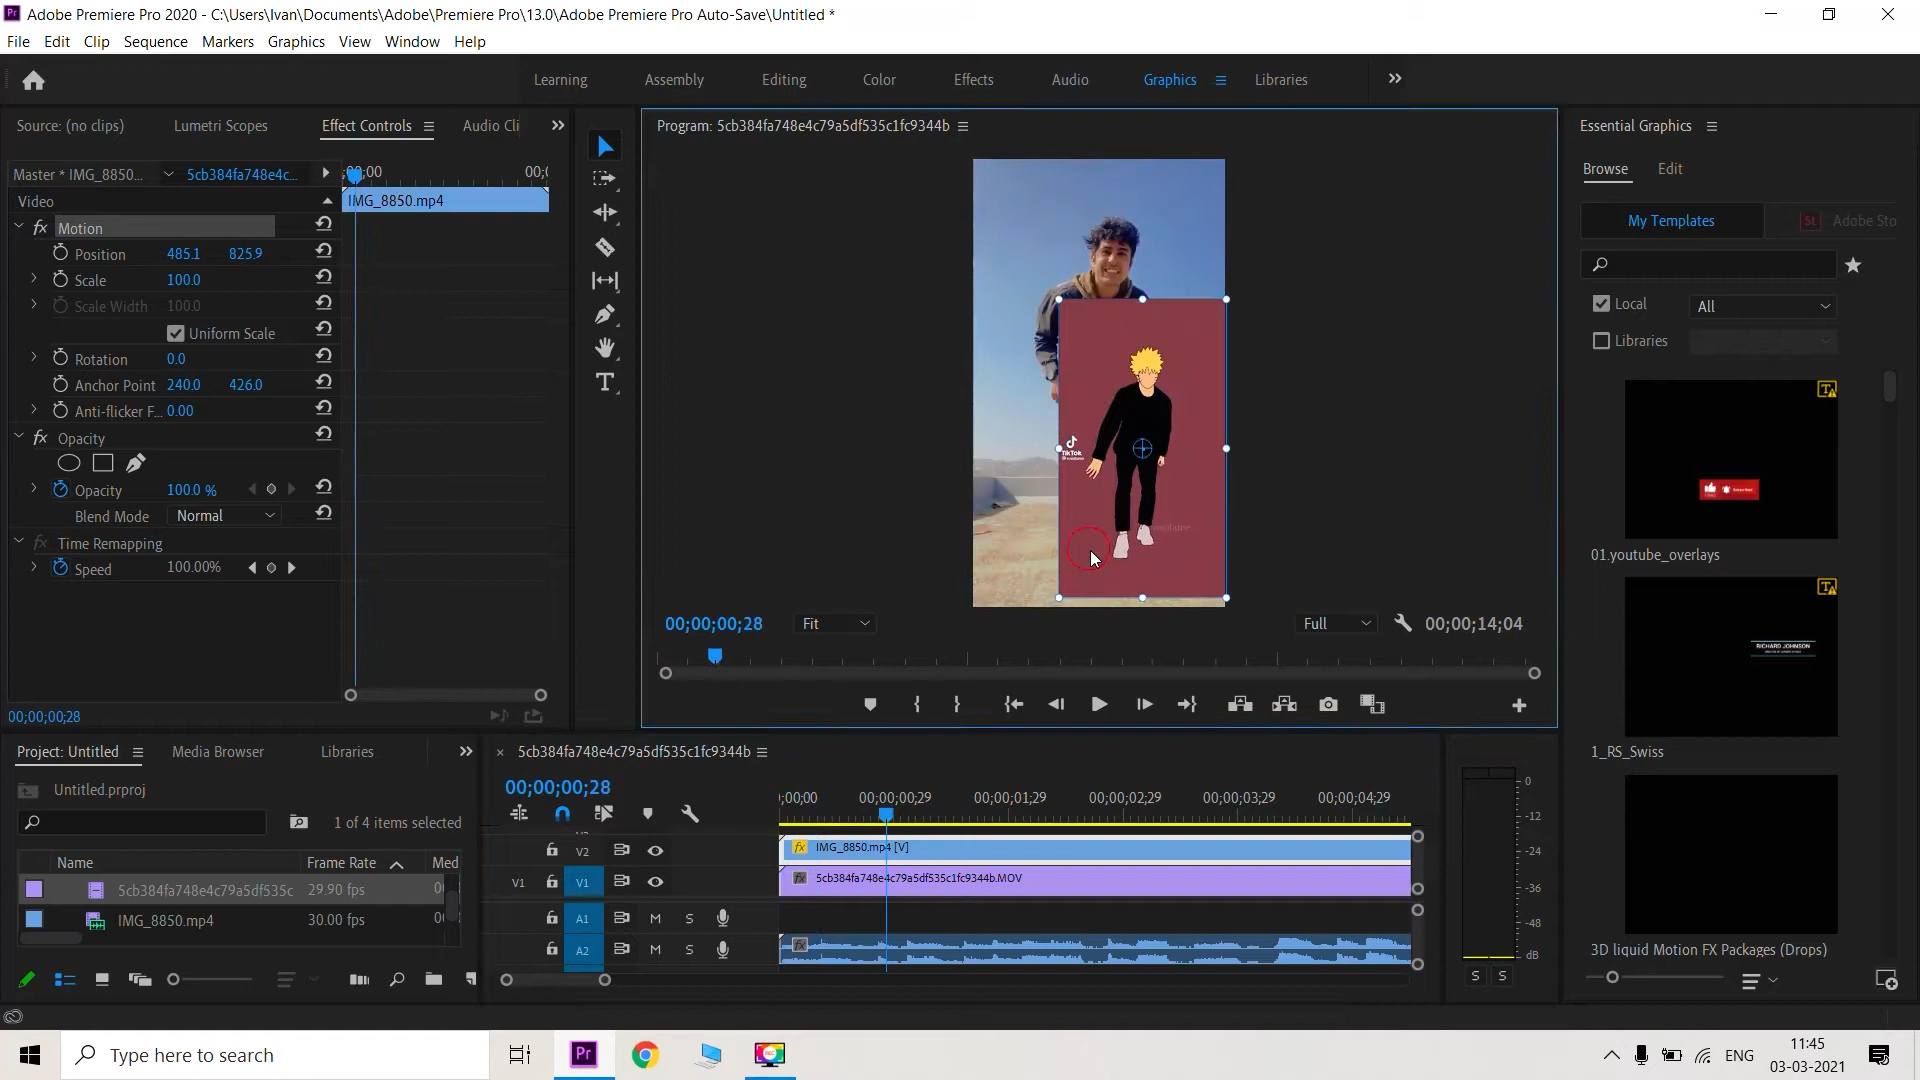 Adobe Premiere Pro 2020 - C:\Users\Ivan\Documents\Adobe\Premiere Pro\13.0\Adobe Premiere Pro Auto-Save\Untitled *
File Edit Clip Sequence Markers Graphics View Window Help
Learning Assembly Editing Color Effects Audio Graphics Libraries
Source: (no clips) Lumetri Scopes Effect Controls Audio Cli
Program: 5cb384fa748e4c79a5df535c1fc9344b
Essential Graphics
Browse Edit
Master * IMG_8850... 5cb384fa748e4c...
;00;00 00;(
Video IMG_8850.mp4
My Templates St Adobe Sto
Motion
Position 485.1 825.9
Scale 100.0
Scale Width 100.0
Uniform Scale
Rotation 0.0
Anchor Point 240.0 426.0
Anti-flicker F... 0.00
Opacity
Opacity 100.0 %
Blend Mode Normal
Time Remapping
Speed 100.00%
00;00;00;28
TikTok
00;00;00;28 Fit Full 00;00;14;04
Local All
Libraries
01.youtube_overlays
RICHARD JOHNSON
1_RS_Swiss
3D liquid Motion FX Packages (Drops)
Project: Untitled Media Browser Libraries
Untitled.prproj
1 of 4 items selected
Name Frame Rate Med
5cb384fa748e4c79a5df535c 29.90 fps
IMG_8850.mp4 30.00 fps
5cb384fa748e4c79a5df535c1fc9344b
00;00;00;28
;00;00 00;00;00;29 00;00;01;29 00;00;02;29 00;00;03;29 00;00;04;29
V2 IMG_8850.mp4 [V]
V1 V1 5cb384fa748e4c79a5df535c1fc9344b.MOV
A1 M S
A2 M S
0
-12
-24
-36
-48
dB
S S
Type here to search
Pr
ENG
11:45
03-03-2021